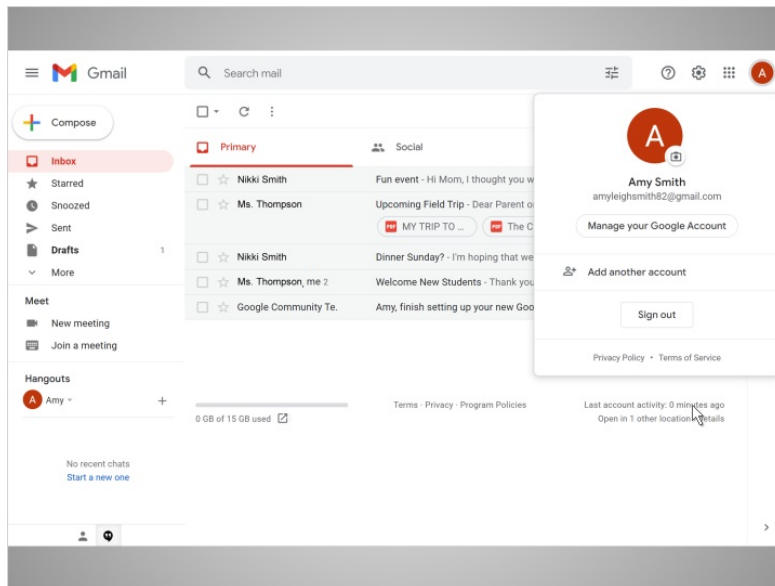 Gmail
Search mail
A
Compose
Inbox
Starred
Snoozed
Sent
Drafts 1
More
Meet
New meeting
Join a meeting
Hangouts
A Amy
No recent chats
Start a new one
Primary
Social
Nikki Smith Fun event - Hi Mom, I thought you w
Ms. Thompson Upcoming Field Trip - Dear Parent o
PDF MY TRIP TO ... PDF The C
Nikki Smith Dinner Sunday? - I'm hoping that we
Ms. Thompson, me 2 Welcome New Students - Thank you
Google Community Te. Amy, finish setting up your new Goo
0 GB of 15 GB used
Terms · Privacy · Program Policies
Last account activity: 0 minutes ago
Open in 1 other location · Details
A
Amy Smith
amyleighsmith82@gmail.com
Manage your Google Account
Add another account
Sign out
Privacy Policy • Terms of Service